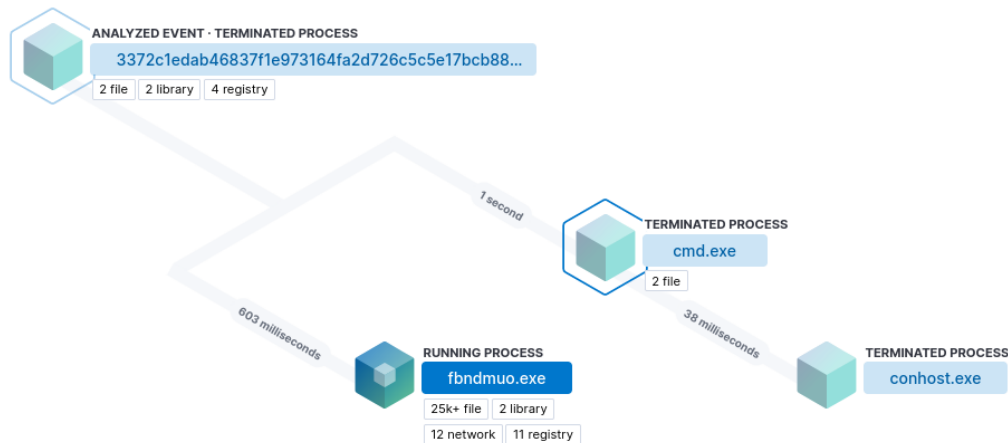 ANALYZED EVENT · TERMINATED PROCESS
3372c1edab46837f1e973164fa2d726c5c5e17bcb88...
2 file 2 library 4 registry
1 second
TERMINATED PROCESS
cmd.exe
2 file
603 milliseconds
38 milliseconds
RUNNING PROCESS
fbndmuo.exe
25k+ file 2 library
12 network 11 registry
TERMINATED PROCESS
conhost.exe